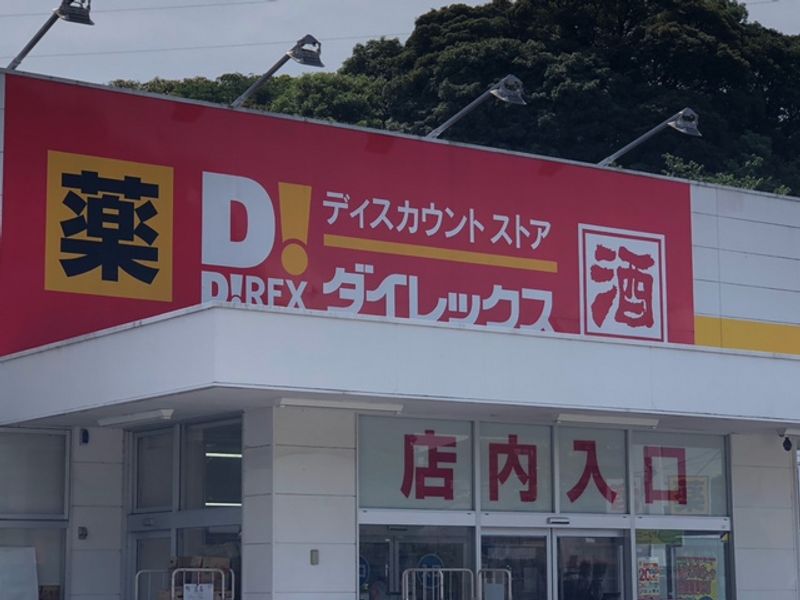 薬
D!
DiREX
ディスカウント ストア
ダイレックス
酒
店内入口